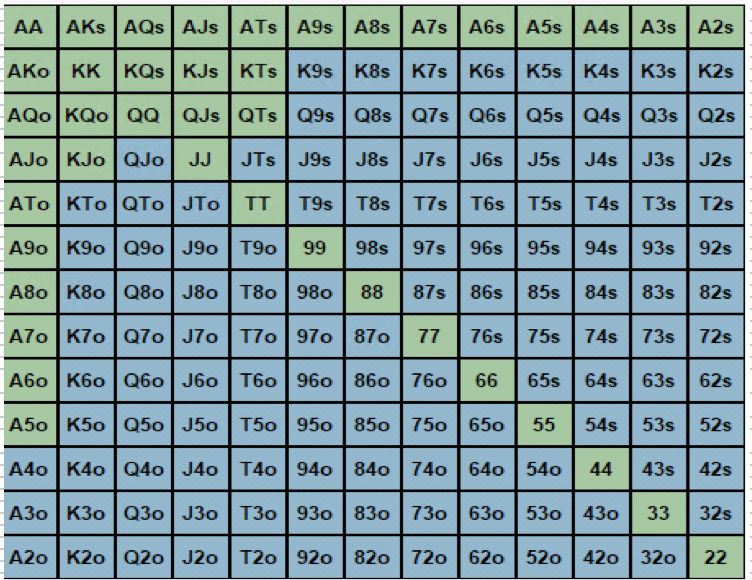 AA AKs AQs AJs ATs A9s A8s A7s A6s A5s A4s A3s A2s
AKo KK KQs KJs KTs K9s K8s K7s K6s K5s K4s K3s K2s
AQo KQo QQ QJs QTs Q9s Q8s Q7s Q6s Q5s Q4s Q3s Q2s
AJo KJo QJo JJ JTs J9s J8s J7s J6s J5s J4s J3s J2s
ATo KTo QTo JTo TT T9s T8s T7s T6s T5s T4s T3s T2s
A9o K9o Q9o J9o T9o 99 98s 97s 96s 95s 94s 93s 92s
A8o K8o Q8o J8o T8o 98o 88 87s 86s 85s 84s 83s 82s
A7o K7o Q7o J7o T7o 97o 87o 77 76s 75s 74s 73s 72s
A6o K6o Q6o J6o T6o 96o 86o 76o 66 65s 64s 63s 62s
A5o K5o Q5o J5o T5o 95o 85o 75o 65o 55 54s 53s 52s
A4o K4o Q4o J4o T4o 94o 84o 74o 64o 54o 44 43s 42s
A3o K3o Q3o J3o T3o 93o 83o 73o 63o 53o 43o 33 32s
A2o K2o Q2o J2o T2o 92o 82o 72o 62o 52o 42o 32o 22